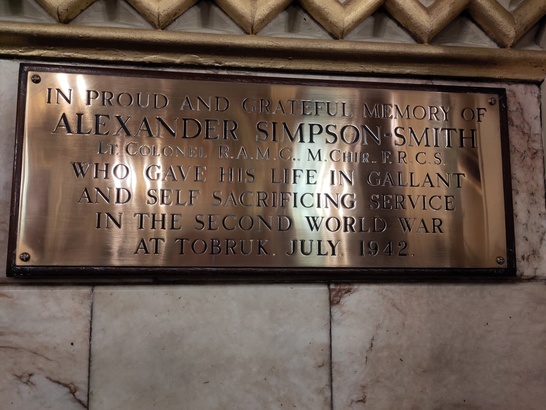 IN PROUD AND GRATEFUL MEMORY OF
ALEXANDER SIMPSON-SMITH
LT. COLONEL R.A.M.C., M.CHIR. F.R.C.S.
WHO GAVE HIS LIFE IN GALLANT
AND SELF SACRIFICING SERVICE
IN THE SECOND WORLD WAR
AT TOBRUK. JULY, 1942.